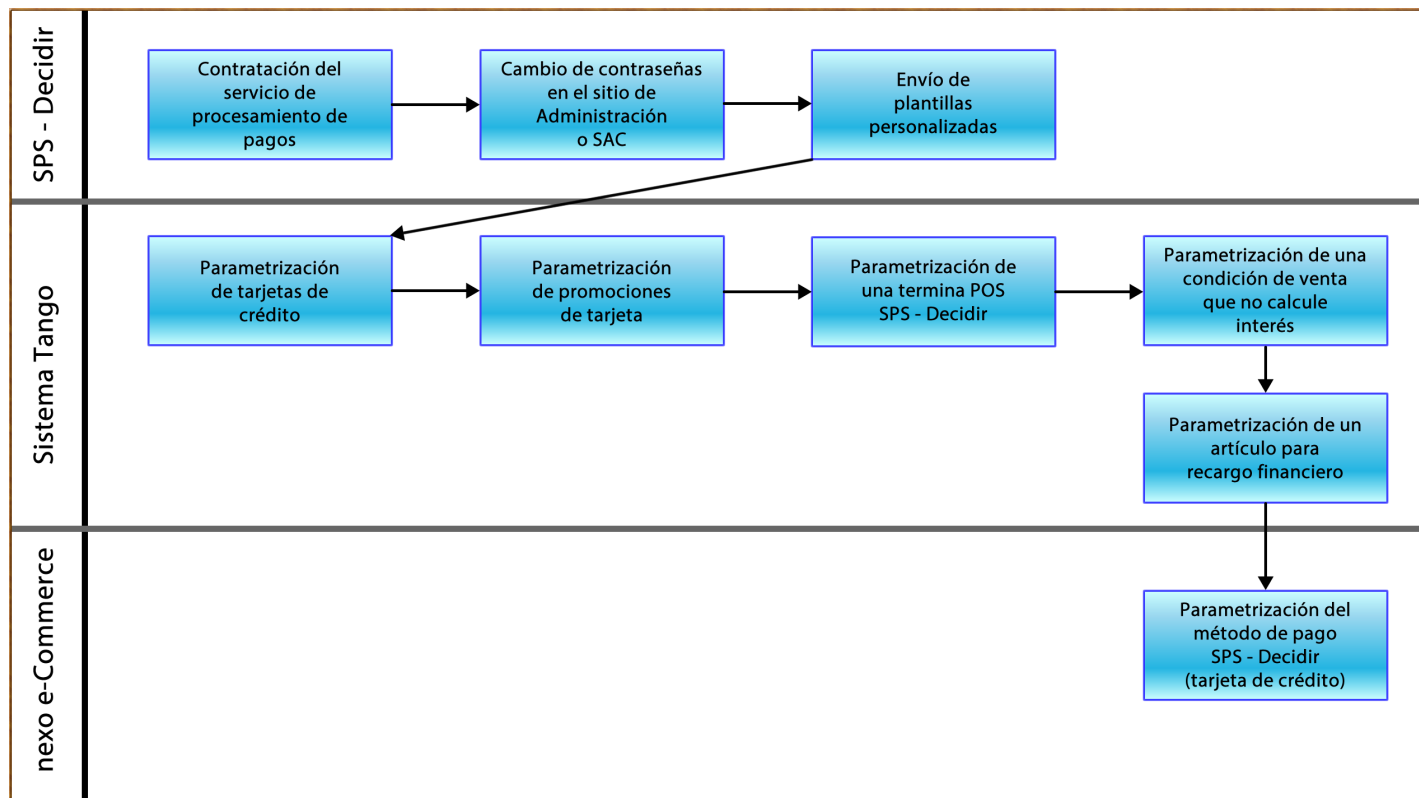 SPS - Decidir
Contratación del
servicio de
procesamiento de
pagos
Cambio de contraseñas
en el sitio de
Administración
o SAC
Envío de
plantillas
personalizadas
Sistema Tango
Parametrización
de tarjetas de
crédito
Parametrización
de promociones
de tarjeta
Parametrización de
una termina POS
SPS - Decidir
Parametrización de una
condición de venta
que no calcule
interés
Parametrización de un
artículo para
recargo financiero
nexo e-Commerce
Parametrización del
método de pago
SPS - Decidir
(tarjeta de crédito)